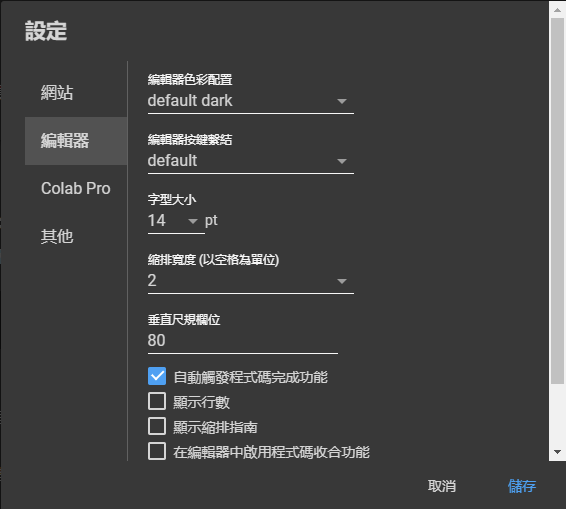 設定
網站
編輯器
Colab Pro
其他
編輯器色彩配置
default dark
編輯器按鍵繫結
default
字型大小
14 pt
縮排寬度 (以空格為單位)
2
垂直尺規欄位
80
自動觸發程式碼完成功能
顯示行數
顯示縮排指南
在編輯器中啟用程式碼收合功能
取消
儲存